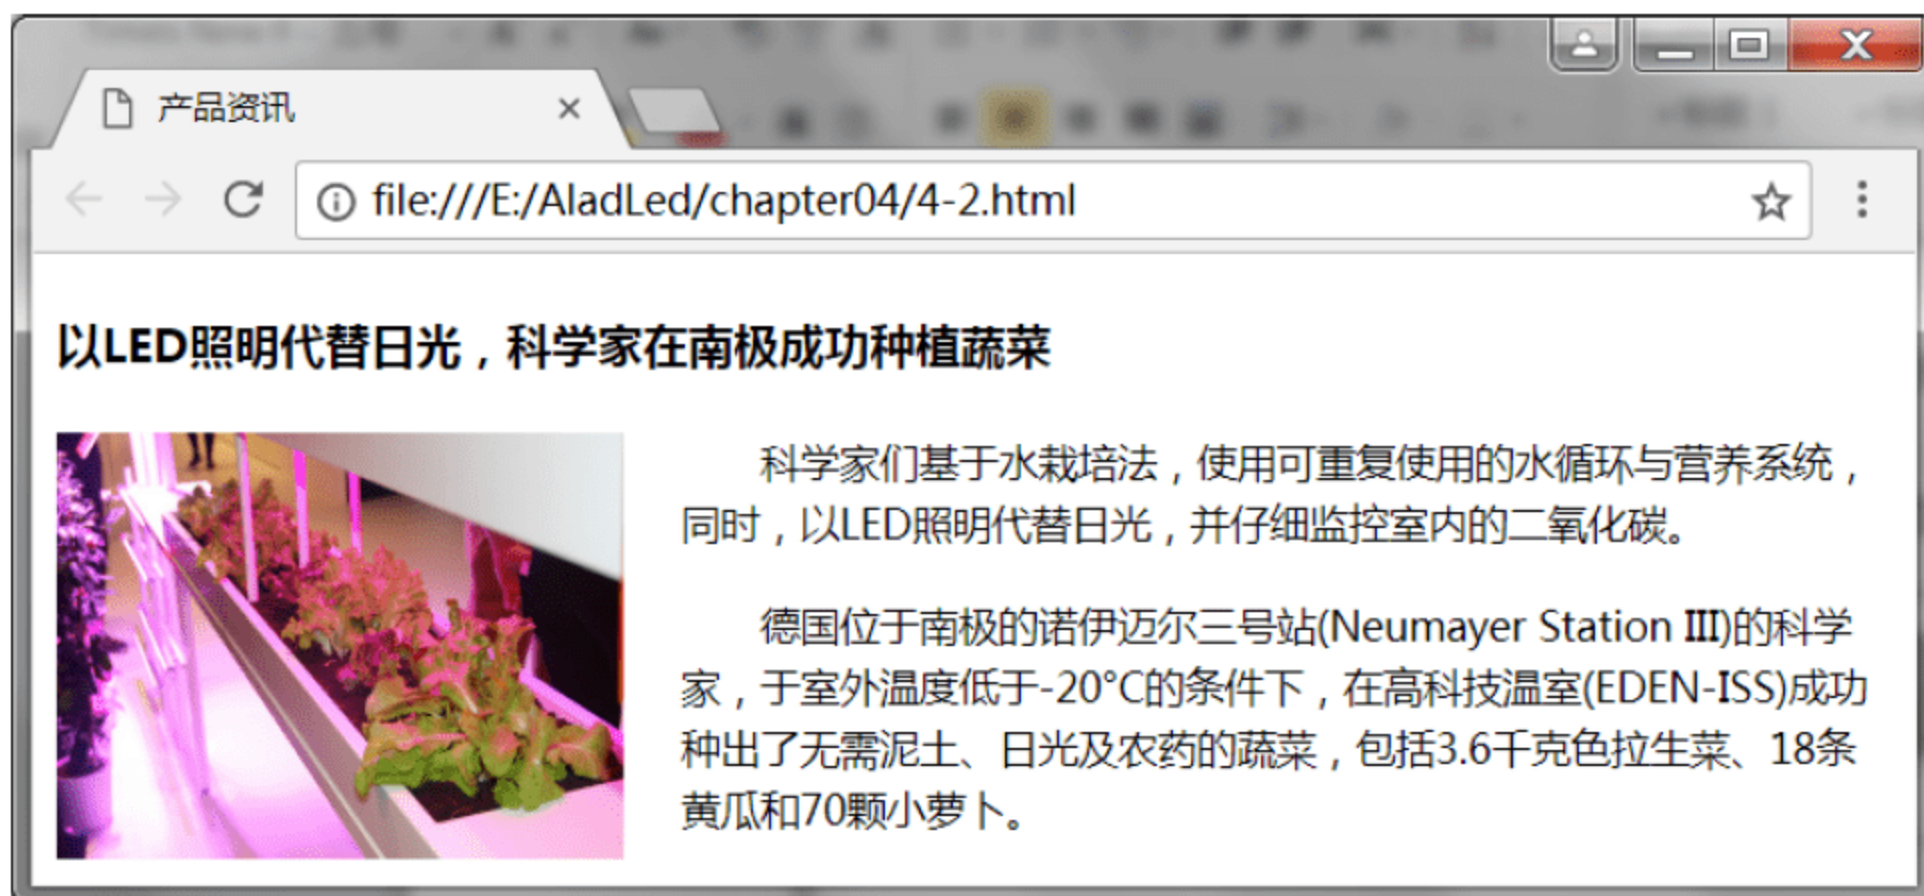 产品资讯
file:///E:/AladLed/chapter04/4-2.html
以LED照明代替日光，科学家在南极成功种植蔬菜
科学家们基于水栽培法，使用可重复使用的水循环与营养系统，
同时，以LED照明代替日光，并仔细监控室内的二氧化碳。
德国位于南极的诺伊迈尔三号站(Neumayer Station III)的科学
家，于室外温度低于-20°C的条件下，在高科技温室(EDEN-ISS)成功
种出了无需泥土、日光及农药的蔬菜，包括3.6千克色拉生菜、18条
黄瓜和70颗小萝卜。